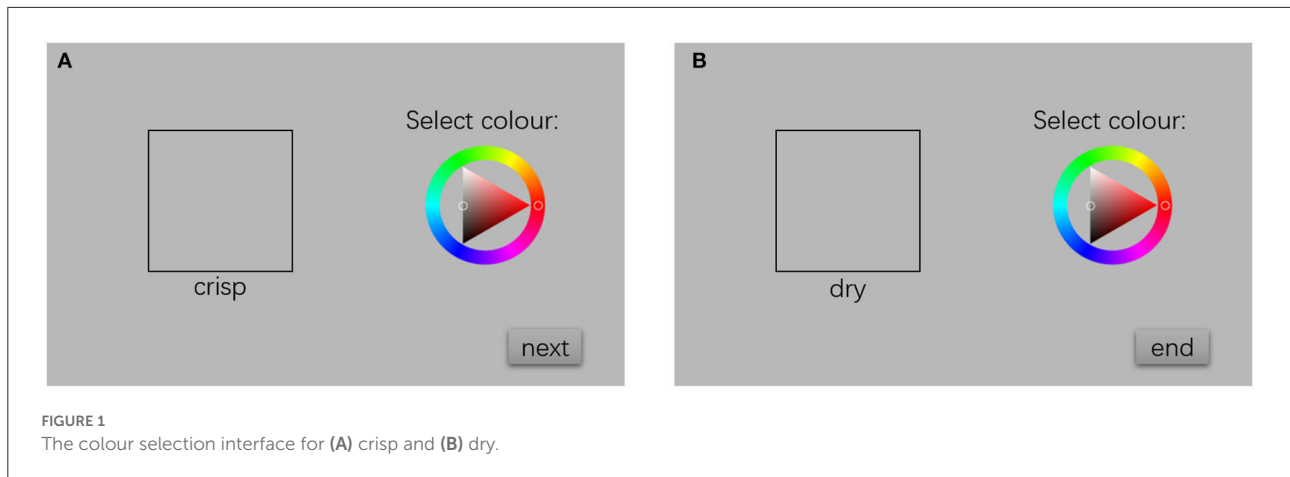 A
Select colour:
crisp
next
B
Select colour:
dry
end
FIGURE 1
The colour selection interface for (A) crisp and (B) dry.